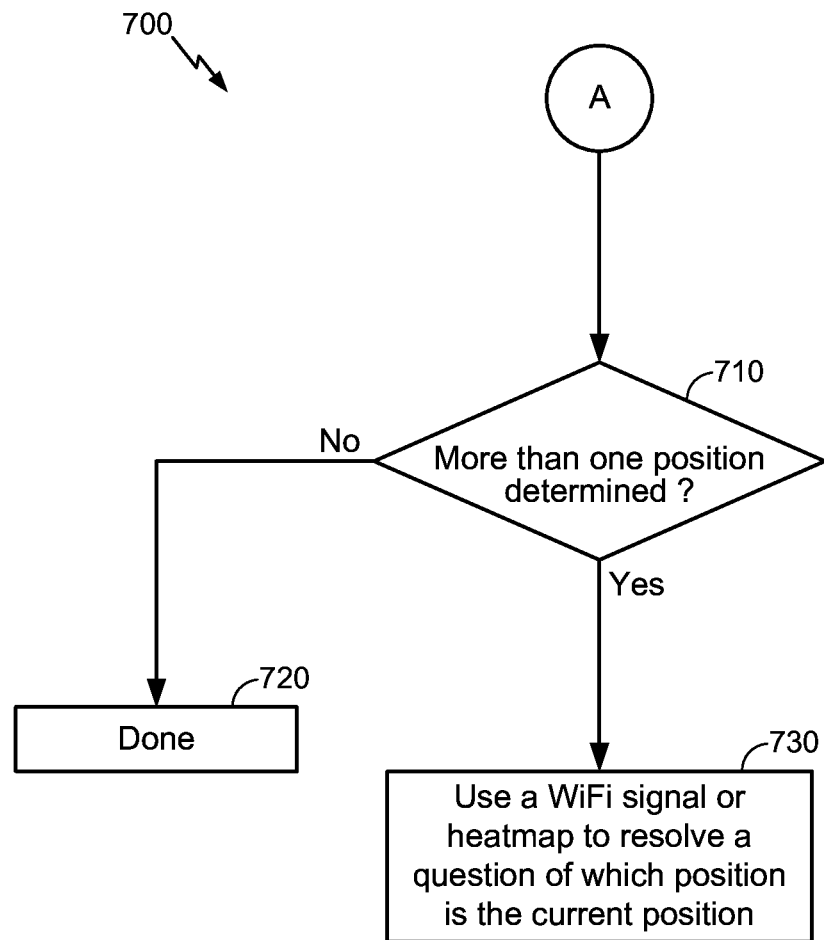 700
A
710
More than one position
determined ?
No
Yes
720
Done
730
Use a WiFi signal or
heatmap to resolve a
question of which position
is the current position